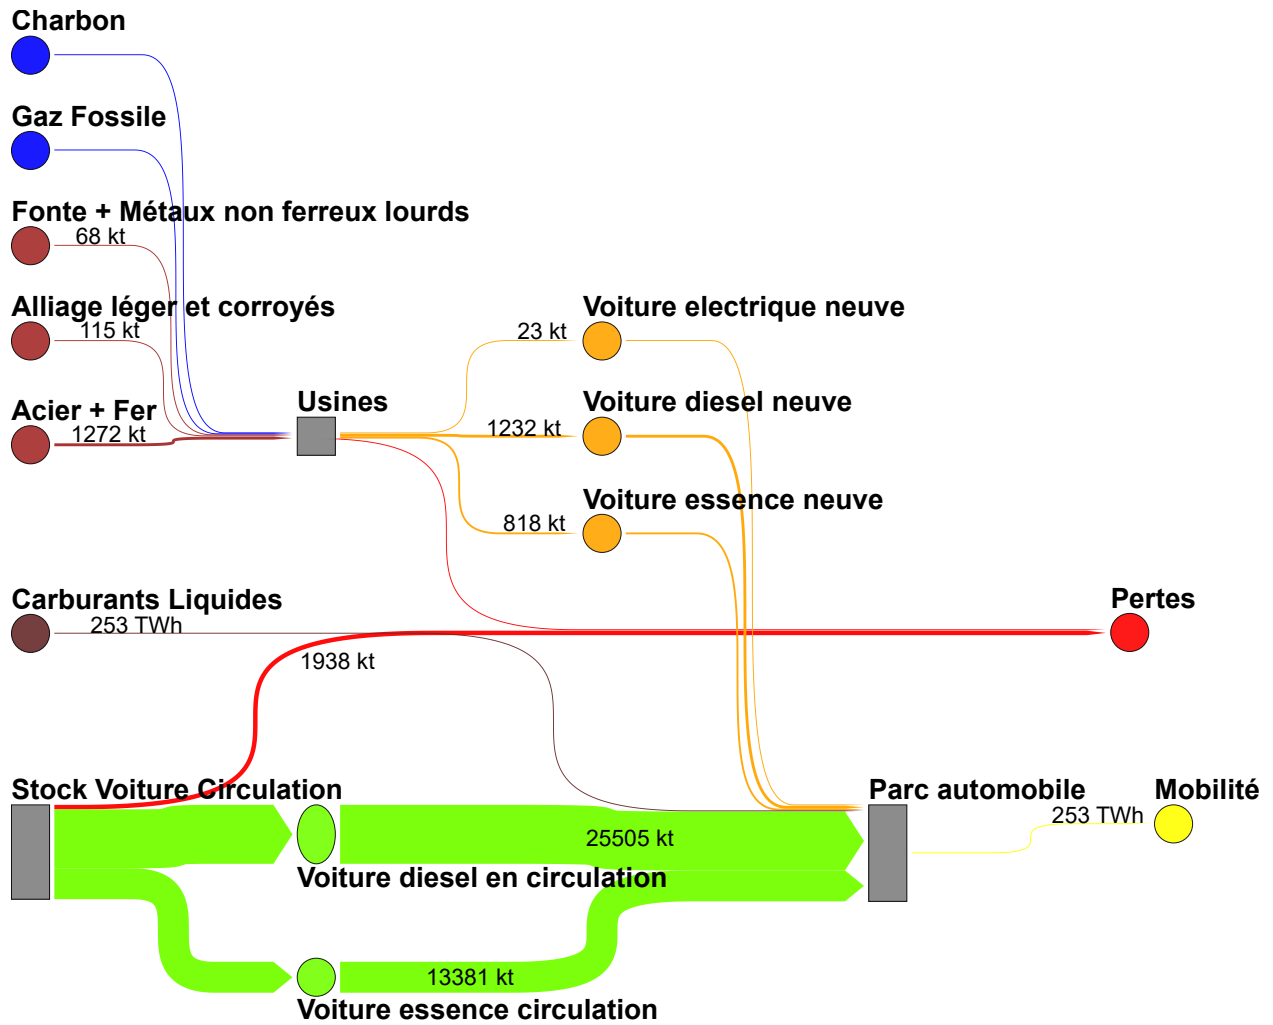 Charbon
Gaz Fossile
Fonte + Métaux non ferreux lourds
68 kt
Alliage léger et corroyés
115 kt
Voiture electrique neuve
23 kt
Acier + Fer
1272 kt
Usines
Voiture diesel neuve
1232 kt
Voiture essence neuve
818 kt
Carburants Liquides
253 TWh
Pertes
1938 kt
Stock Voiture Circulation
Parc automobile
Mobilité
253 TWh
25505 kt
Voiture diesel en circulation
13381 kt
Voiture essence circulation